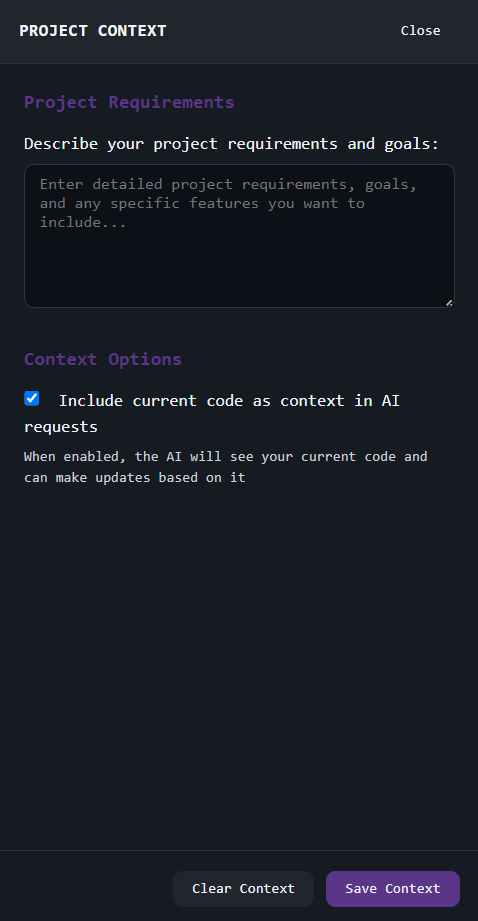 PROJECT CONTEXT
Close
Project Requirements
Describe your project requirements and goals:
Enter detailed project requirements, goals,
and any specific features you want to
include...
Context Options
Include current code as context in AI
requests
When enabled, the AI will see your current code and
can make updates based on it
Clear Context
Save Context